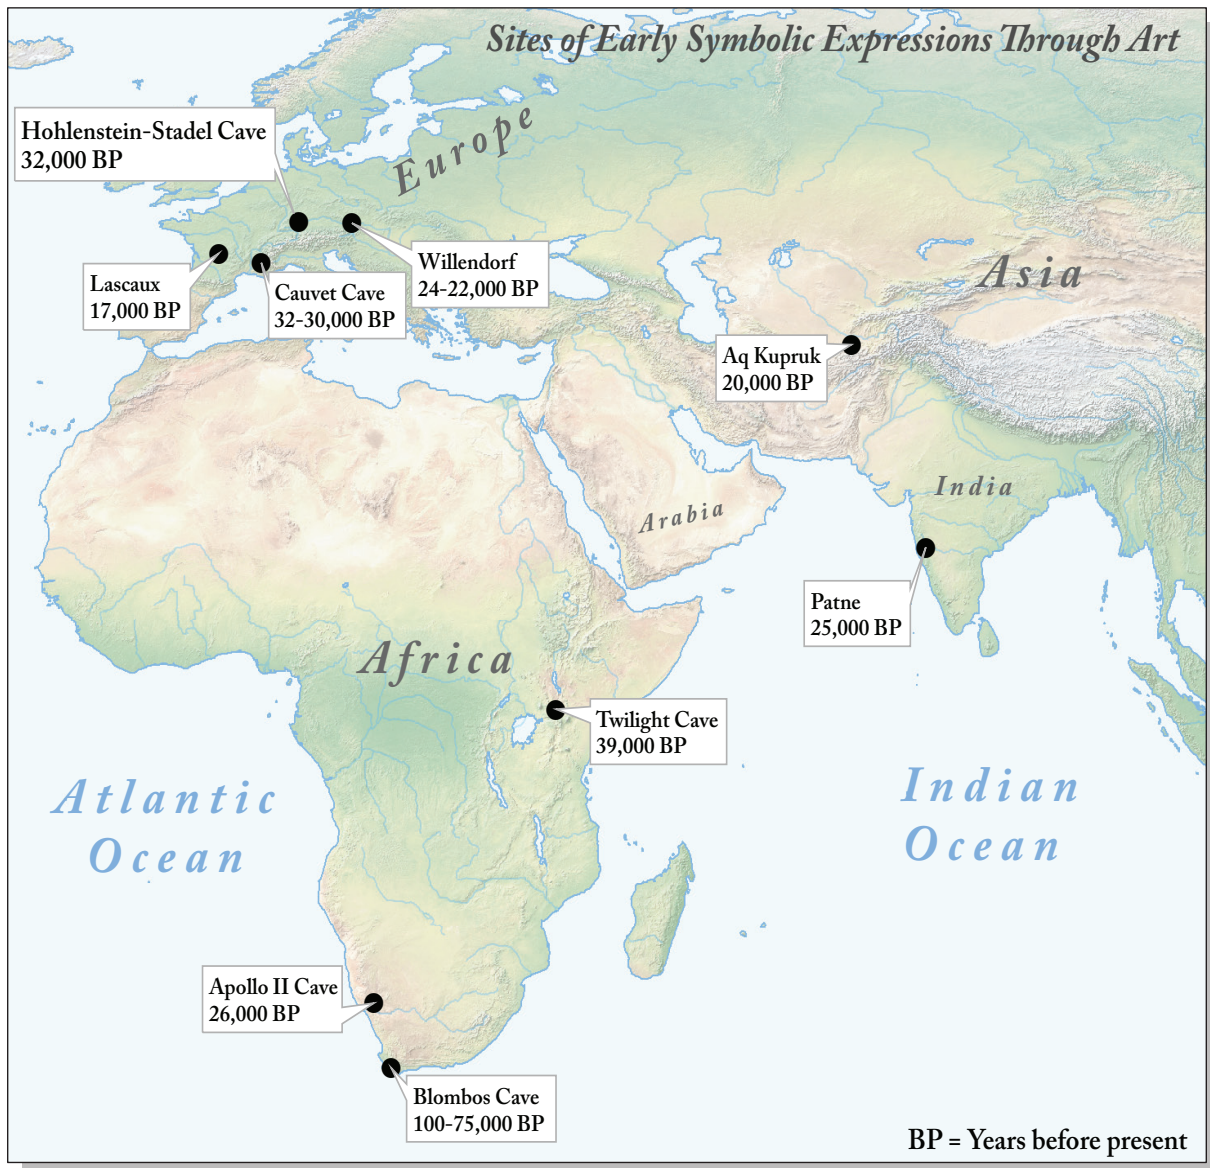 Sites of Early Symbolic Expressions Through Art
Europe
Hohlenstein-Stadel Cave
32,000 BP
Willendorf
24-22,000 BP
Lascaux
17,000 BP
Cauvet Cave
32-30,000 BP
Asia
Aq Kupruk
20,000 BP
India
Arabia
Patne
25,000 BP
Africa
Twilight Cave
39,000 BP
Atlantic
Ocean
Indian
Ocean
Apollo II Cave
26,000 BP
Blombos Cave
100-75,000 BP
BP = Years before present